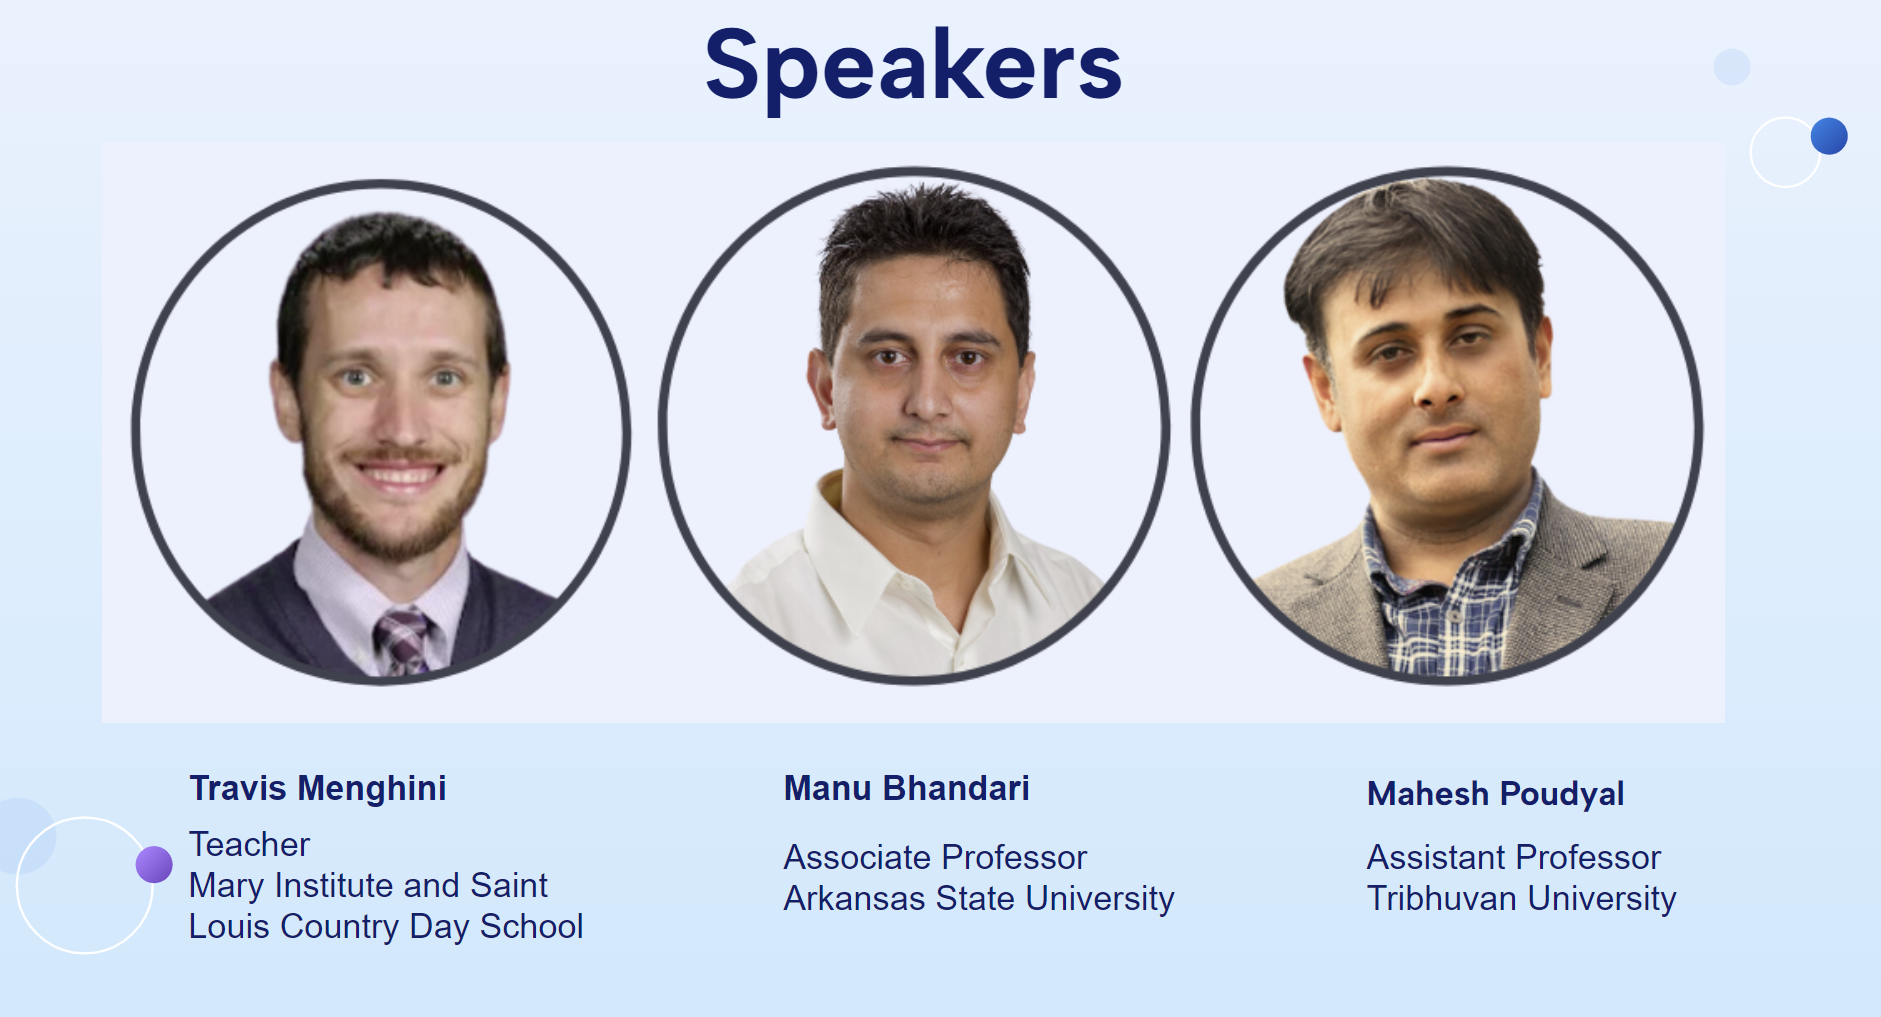 Speakers
Travis Menghini
Teacher
Mary Institute and Saint
Louis Country Day School
Manu Bhandari
Associate Professor
Arkansas State University
Mahesh Poudyal
Assistant Professor
Tribhuvan University